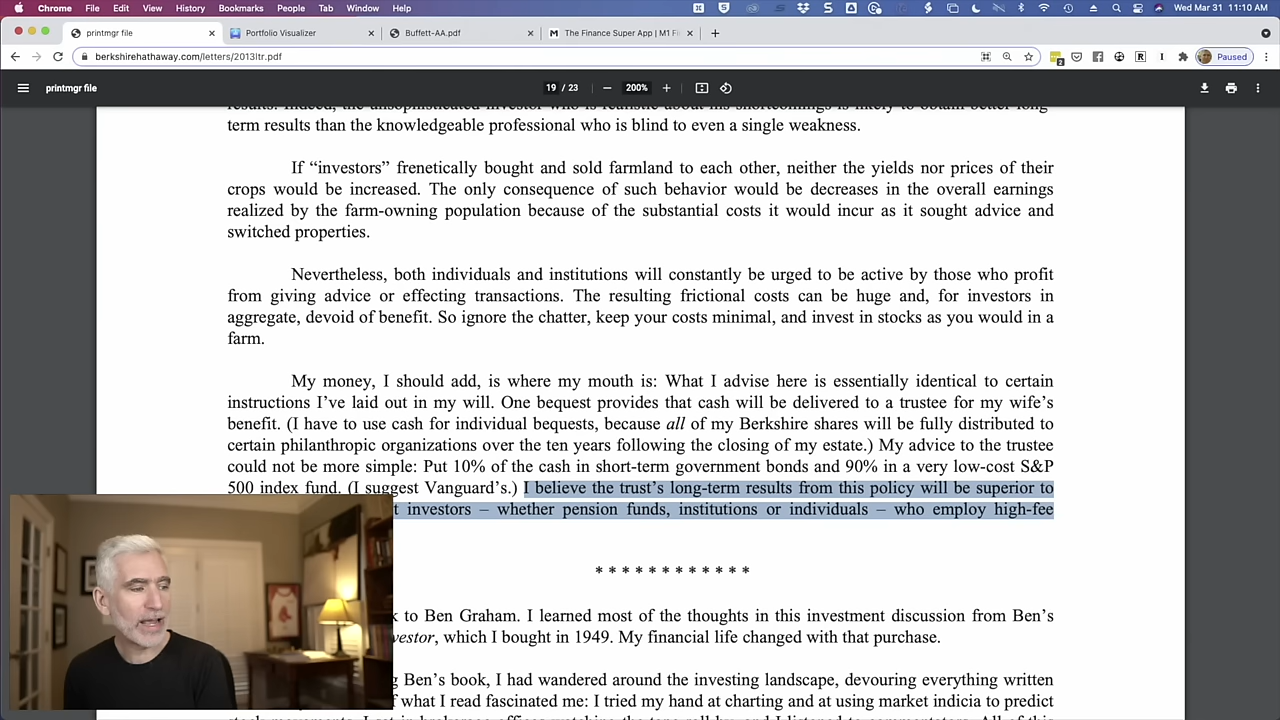 Chrome File Edit View History Bookmarks People Tab Window Help Wed Mar 31 11:10 AM
printmgr file Portfolio Visualizer Buffett-AA.pdf The Finance Super App | M1 Fi
berkshirehathaway.com/letters/2013ltr.pdf Paused
printmgr file 19 / 23 200%
results. Indeed, the unsophisticated investor who is realistic about his shortcomings is likely to obtain better long-
term results than the knowledgeable professional who is blind to even a single weakness.
If “investors” frenetically bought and sold farmland to each other, neither the yields nor prices of their
crops would be increased. The only consequence of such behavior would be decreases in the overall earnings
realized by the farm-owning population because of the substantial costs it would incur as it sought advice and
switched properties.
Nevertheless, both individuals and institutions will constantly be urged to be active by those who profit
from giving advice or effecting transactions. The resulting frictional costs can be huge and, for investors in
aggregate, devoid of benefit. So ignore the chatter, keep your costs minimal, and invest in stocks as you would in a
farm.
My money, I should add, is where my mouth is: What I advise here is essentially identical to certain
instructions I’ve laid out in my will. One bequest provides that cash will be delivered to a trustee for my wife’s
benefit. (I have to use cash for individual bequests, because all of my Berkshire shares will be fully distributed to
certain philanthropic organizations over the ten years following the closing of my estate.) My advice to the trustee
could not be more simple: Put 10% of the cash in short-term government bonds and 90% in a very low-cost S&P
500 index fund. (I suggest Vanguard’s.) I believe the trust’s long-term results from this policy will be superior to
t investors – whether pension funds, institutions or individuals – who employ high-fee
* * * * * * * * * * * *
k to Ben Graham. I learned most of the thoughts in this investment discussion from Ben’s
vestor, which I bought in 1949. My financial life changed with that purchase.
g Ben’s book, I had wandered around the investing landscape, devouring everything written
f what I read fascinated me: I tried my hand at charting and at using market indicia to predict